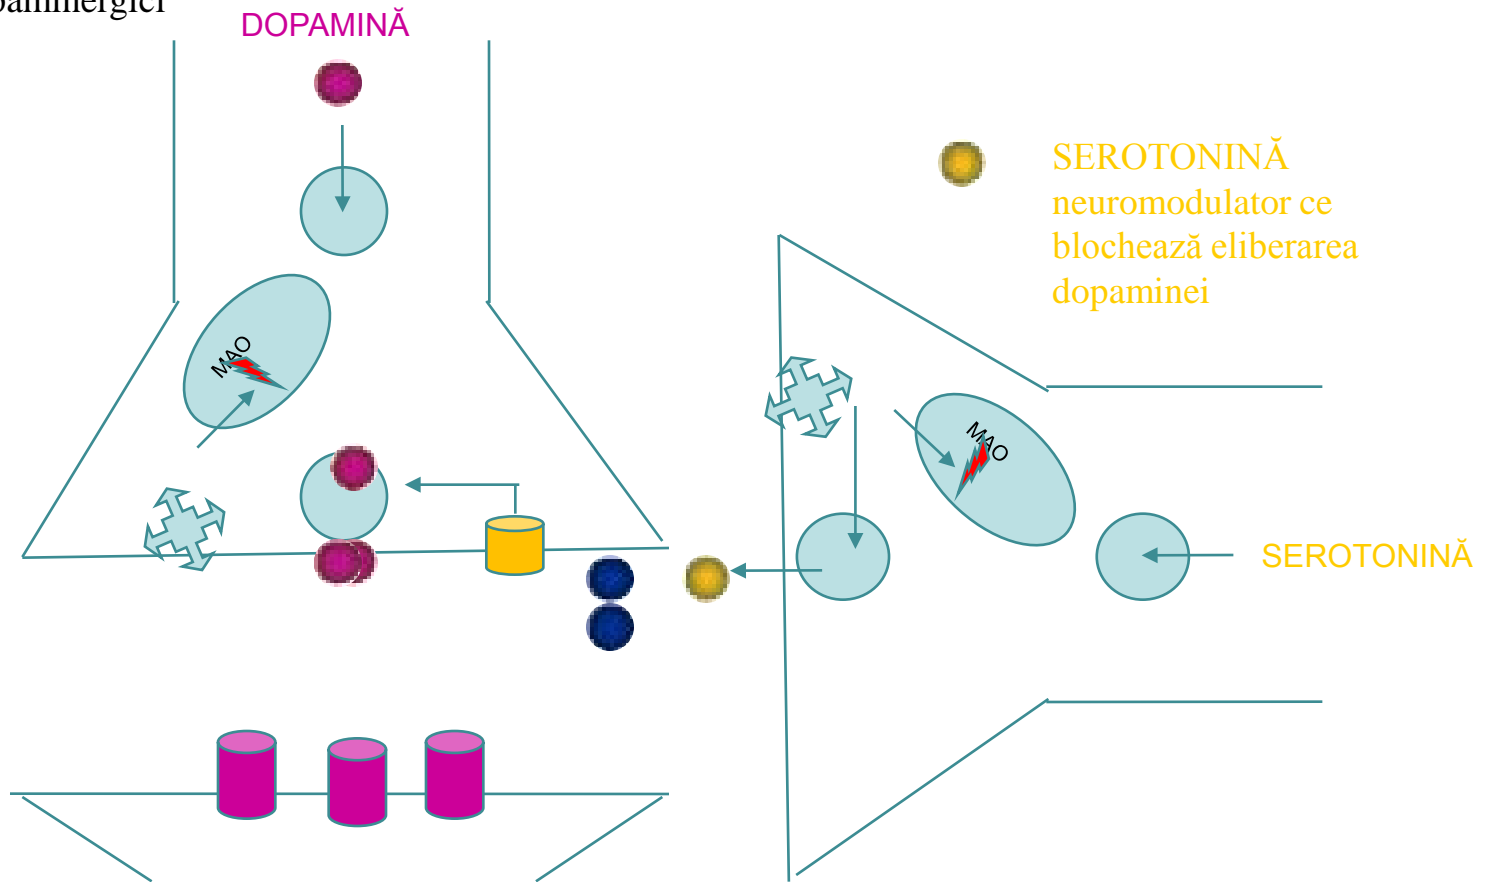 DOPAMINĂ
SEROTONINĂ
neuromodulator ce
blochează eliberarea
dopaminei
MAO
MAO
SEROTONINĂ